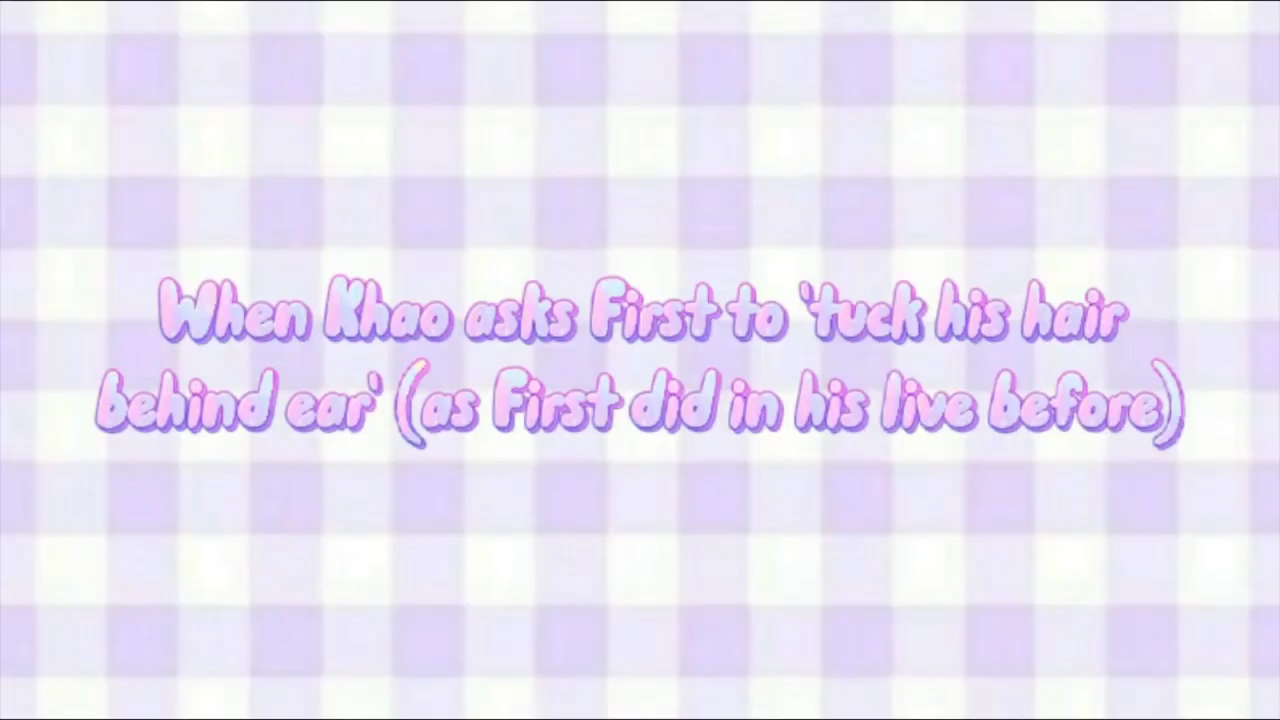 When Khao asks First to 'tuck his hair
behind ear' (as First did in his live before)